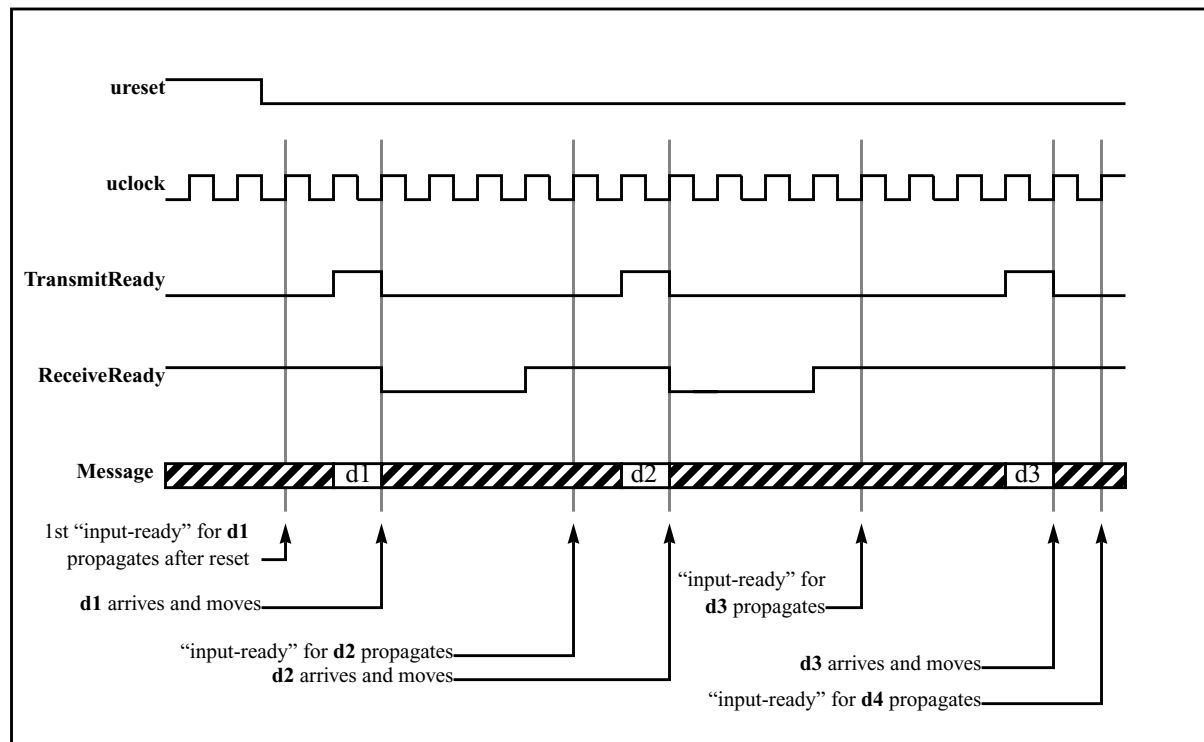 ureset
uclock
TransmitReady
ReceiveReady
Message
d1
d2
d3
1st “input-ready” for d1
propagates after reset
d1 arrives and moves
“input-ready” for d2 propagates
d2 arrives and moves
“input-ready” for
d3 propagates
d3 arrives and moves
“input-ready” for d4 propagates